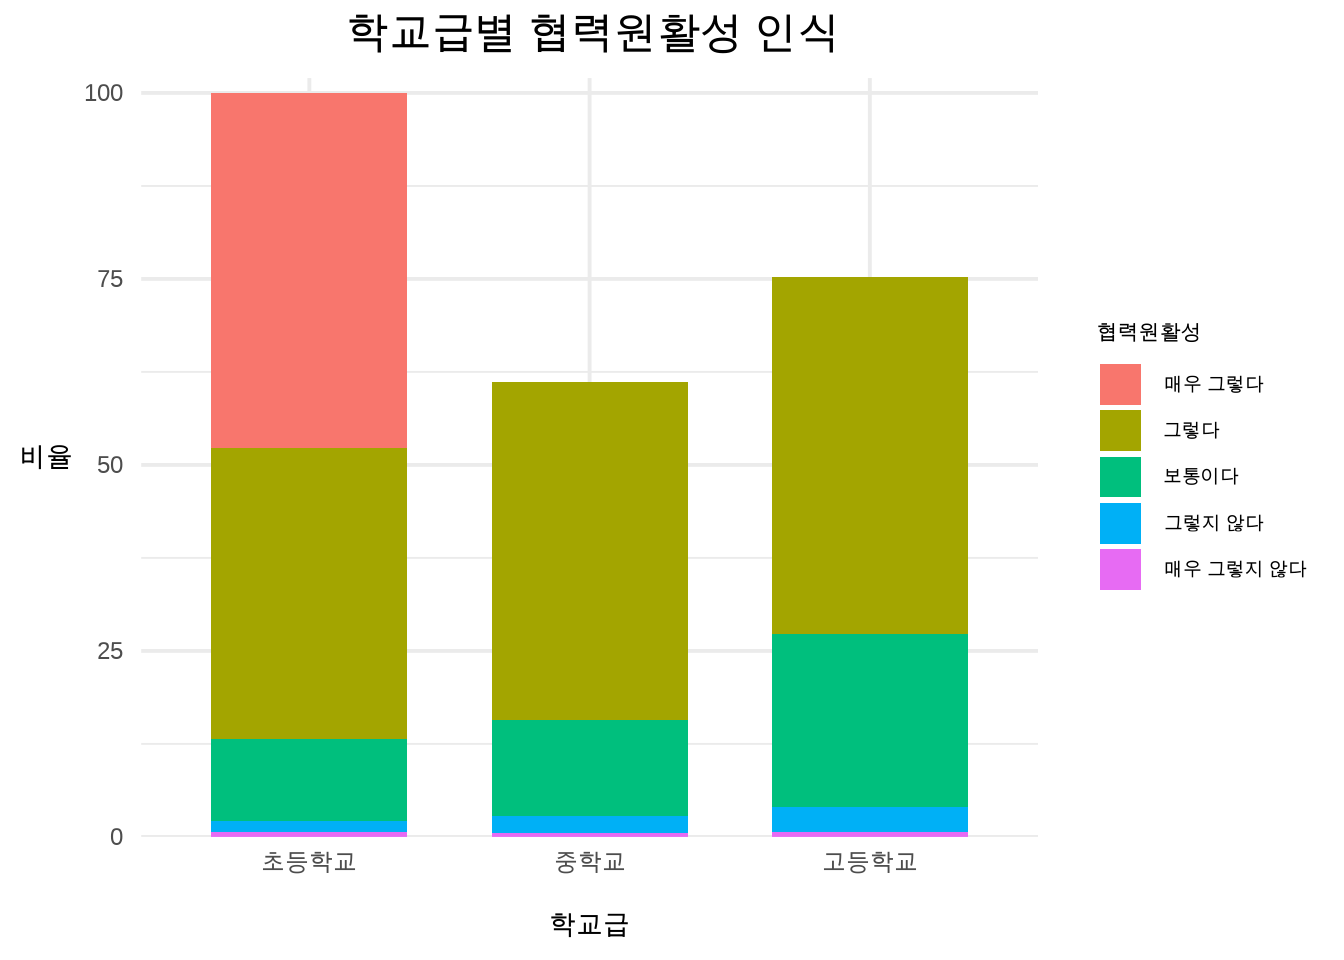 학교급별 협력원활성 인식
비율
100
75
50
25
0
초등학교 중학교 고등학교
학교급
협력원활성
매우 그렇다
그렇다
보통이다
그렇지 않다
매우 그렇지 않다